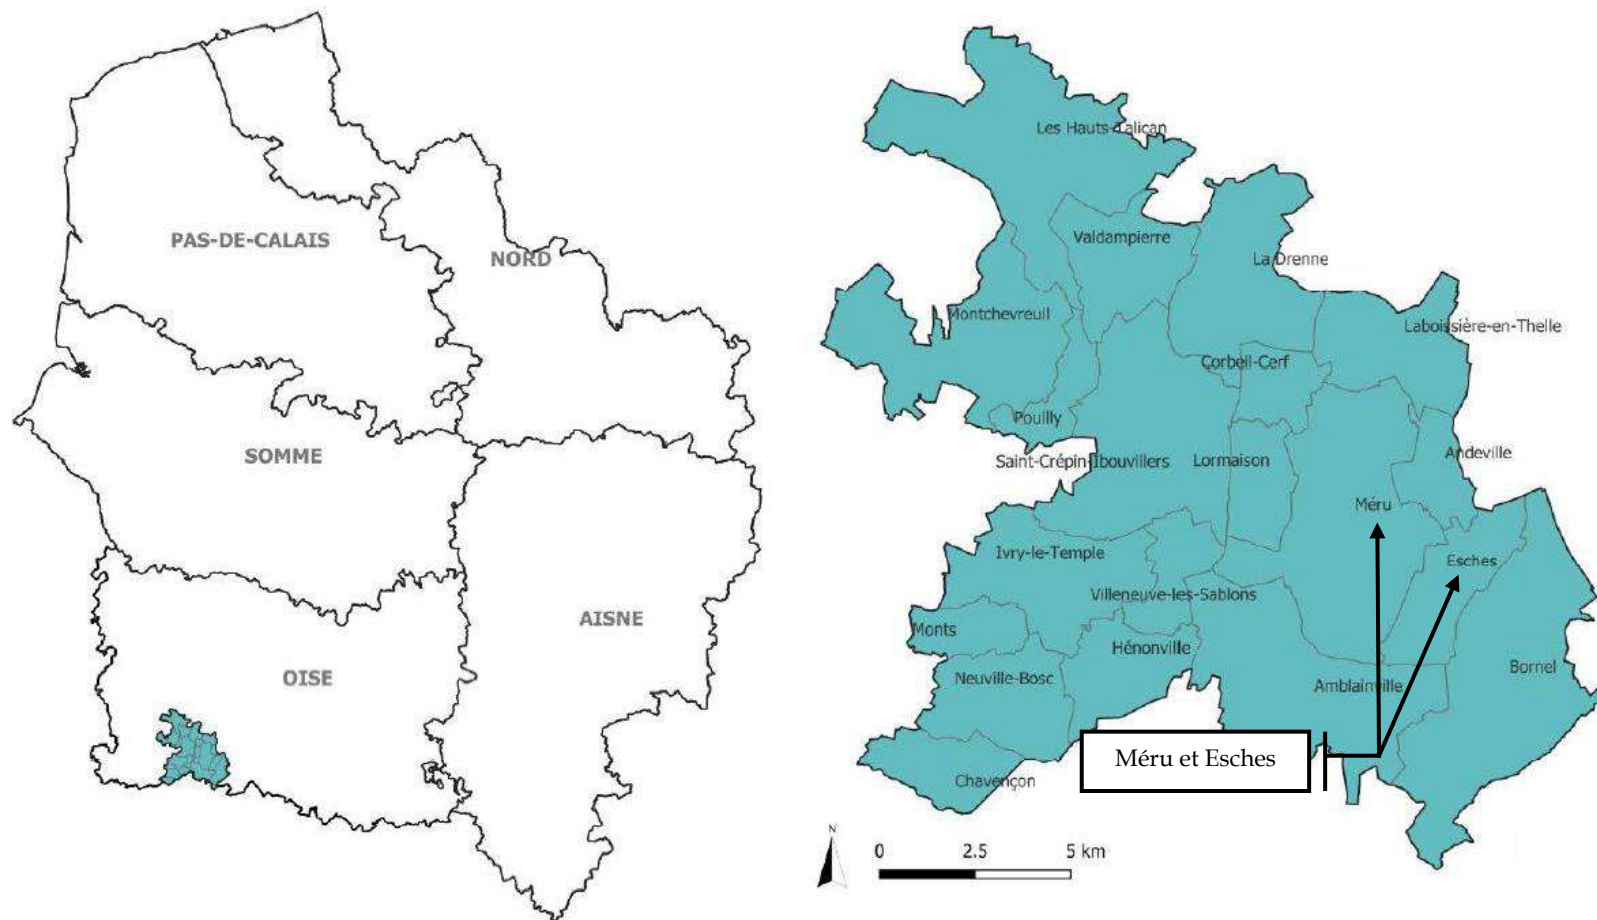 PAS-DE-CALAIS
NORD
SOMME
AISNE
OISE
Les Hauts-Talican
Valdampierre
La Drenne
Montchevreuil
Laboissière-en-Thelle
Corbeil-Cerf
Pouilly
Saint-Crépin-Ibouvillers
Lormaison
Andeville
Méru
Ivry-le-Temple
Esches
Villeneuve-les-Sablons
Monts
Hénonville
Bornel
Neuville-Bosc
Amblainville
Méru et Esches
Chavençon
N
0 2.5 5 km